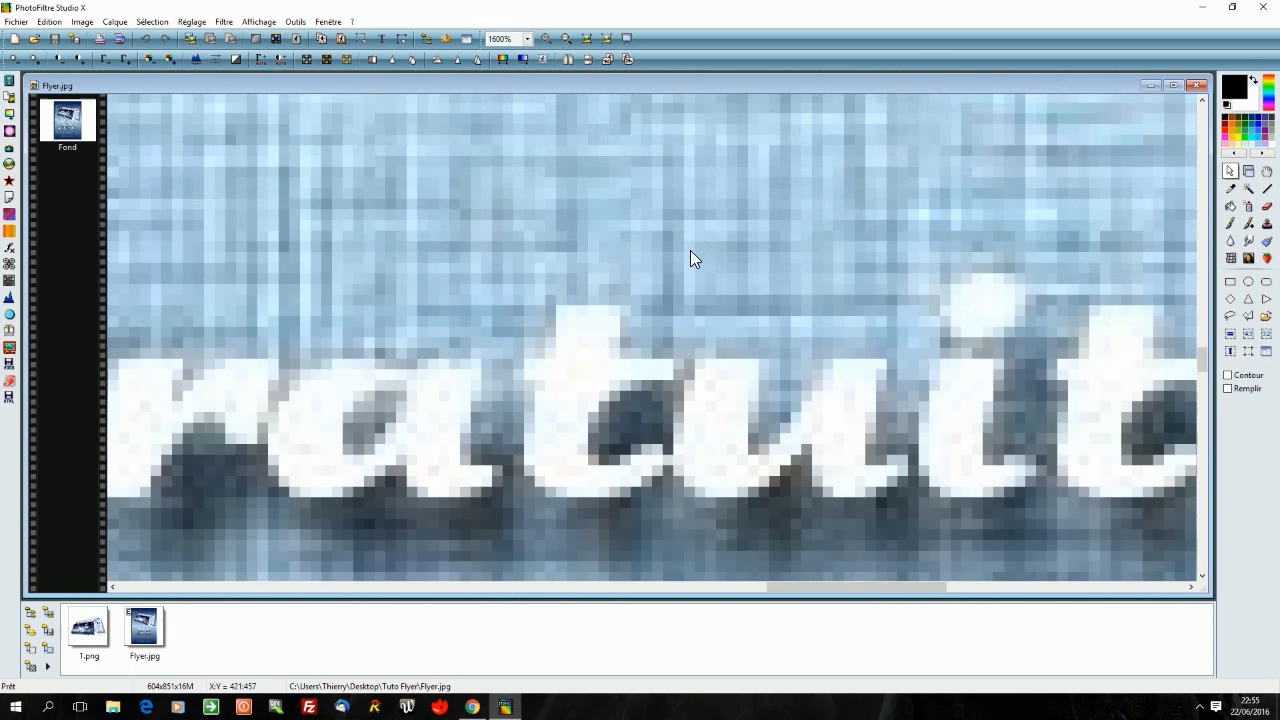 PhotoFiltre Studio X
Fichier Edition Image Calque Sélection Réglage Filtre Affichage Outils Fenêtre ?
1600%
Flyer.jpg
Fond
ratuit
Contour
Remplir
1.png
Flyer.jpg
Prêt
604x851x16M
X:Y = 421:457
C:\Users\Thierry\Desktop\Tuto Flyer\Flyer.jpg
22:55
22/06/2016